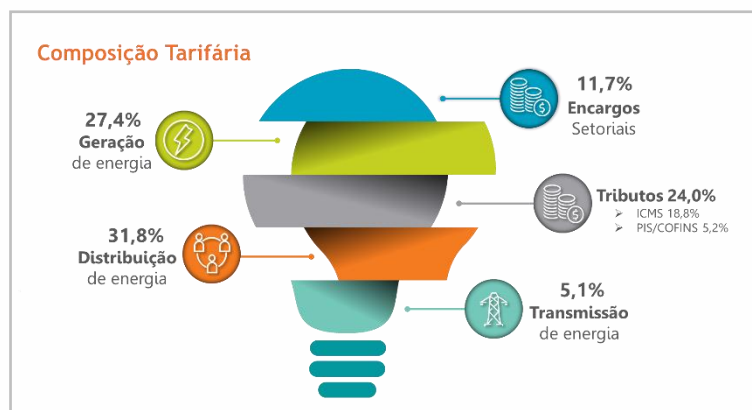 Composição Tarifária
11,7%
Encargos
Setoriais
27,4%
Geração
de energia
Tributos 24,0%
➢ ICMS 18,8%
➢ PIS/COFINS 5,2%
31,8%
Distribuição
de energia
5,1%
Transmissão
de energia